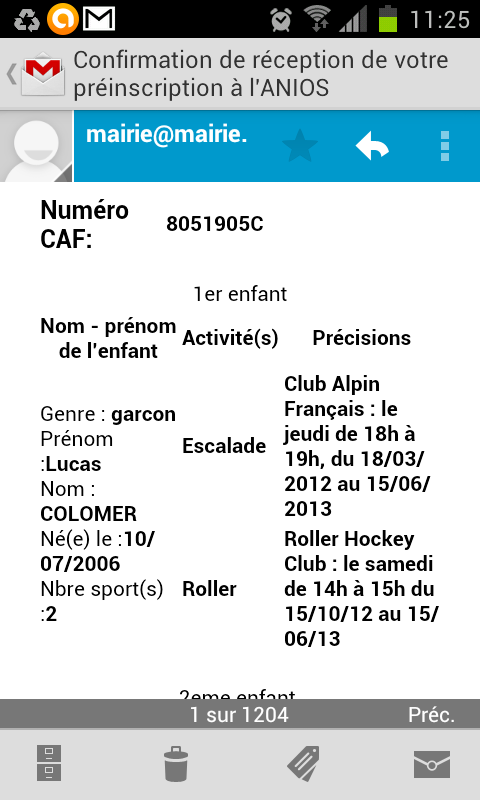 11:25
Confirmation de réception de votre
préinscription à l'ANIOS
mairie@mairie.
Numéro
CAF:
8051905C
1er enfant
Nom - prénom
de l'enfant
Activité(s)
Précisions
Genre : garcon
Prénom
:Lucas
Nom :
COLOMER
Né(e) le :10/
07/2006
Nbre sport(s)
:2
Escalade
Club Alpin
Français : le
jeudi de 18h à
19h, du 18/03/
2012 au 15/06/
2013
Roller
Roller Hockey
Club : le samedi
de 14h à 15h du
15/10/12 au 15/
06/13
2eme enfant
1 sur 1204
Préc.